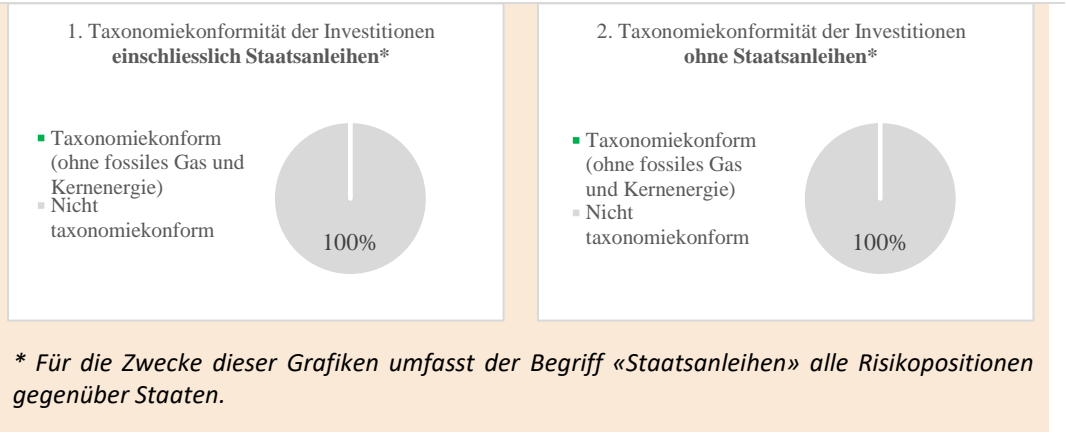 1. Taxonomiekonformität der Investitionen
einschliesslich Staatsanleihen*
Taxonomiekonform
(ohne fossiles Gas und
Kernenergie)
Nicht
taxonomiekonform
100%
2. Taxonomiekonformität der Investitionen
ohne Staatsanleihen*
Taxonomiekonform
(ohne fossiles Gas
und Kernenergie)
Nicht
taxonomiekonform
100%
* Für die Zwecke dieser Grafiken umfasst der Begriff «Staatsanleihen» alle Risikopositionen
gegenüber Staaten.